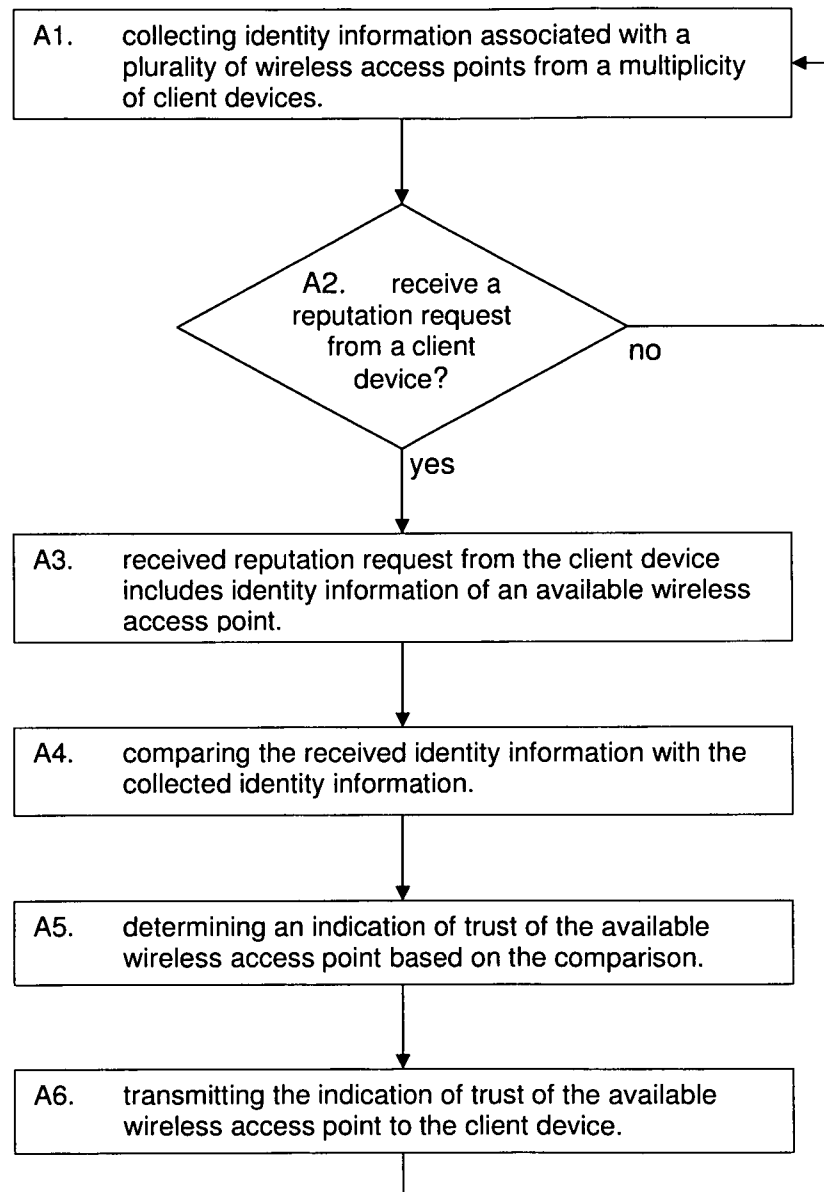 A1. collecting identity information associated with a
plurality of wireless access points from a multiplicity
of client devices.
A2. receive a
reputation request
from a client
device?
no
yes
A3. received reputation request from the client device
includes identity information of an available wireless
access point.
A4. comparing the received identity information with the
collected identity information.
A5. determining an indication of trust of the available
wireless access point based on the comparison.
A6. transmitting the indication of trust of the available
wireless access point to the client device.